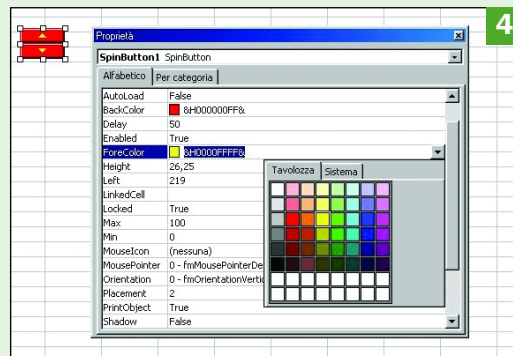 4
Proprietà
SpinButton1 SpinButton
Alfabetico Per categoria
AutoLoad False
BackColor &H000000FF&
Delay 50
Enabled True
ForeColor &H0000FFFF&
Height 26,25
Left 219
LinkedCell
Locked True
Max 100
Min 0
MouseIcon (nessuna)
MousePointer 0 - fmMousePointerDe
Orientation 0 - fmOrientationVertic
Placement 2
PrintObject True
Shadow False
Tavolozza Sistema